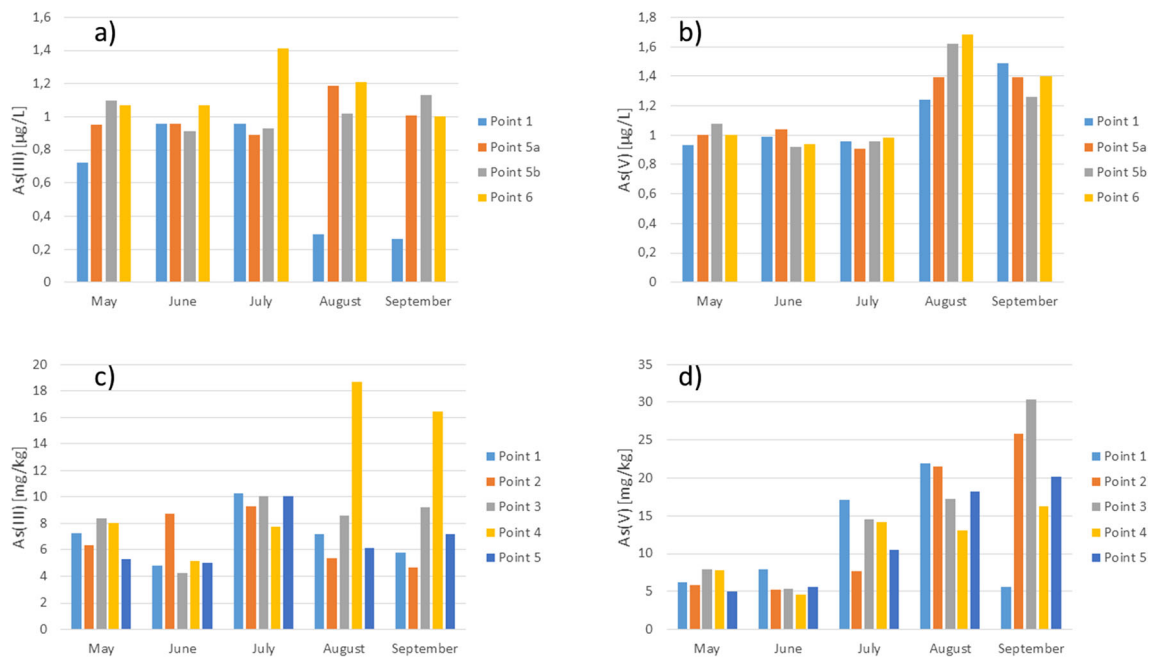 a)
As(III) [µg/L]
1,6
1,4
1,2
1
0,8
0,6
0,4
0,2
0
May June July August September
Point 1
Point 5a
Point 5b
Point 6
b)
As(V) [µg/L]
1,8
1,6
1,4
1,2
1
0,8
0,6
0,4
0,2
0
May June July August September
Point 1
Point 5a
Point 5b
Point 6
c)
As(III) [mg/kg]
20
18
16
14
12
10
8
6
4
2
0
May June July August September
Point 1
Point 2
Point 3
Point 4
Point 5
d)
As(V) [mg/kg]
35
30
25
20
15
10
5
0
May June July August September
Point 1
Point 2
Point 3
Point 4
Point 5